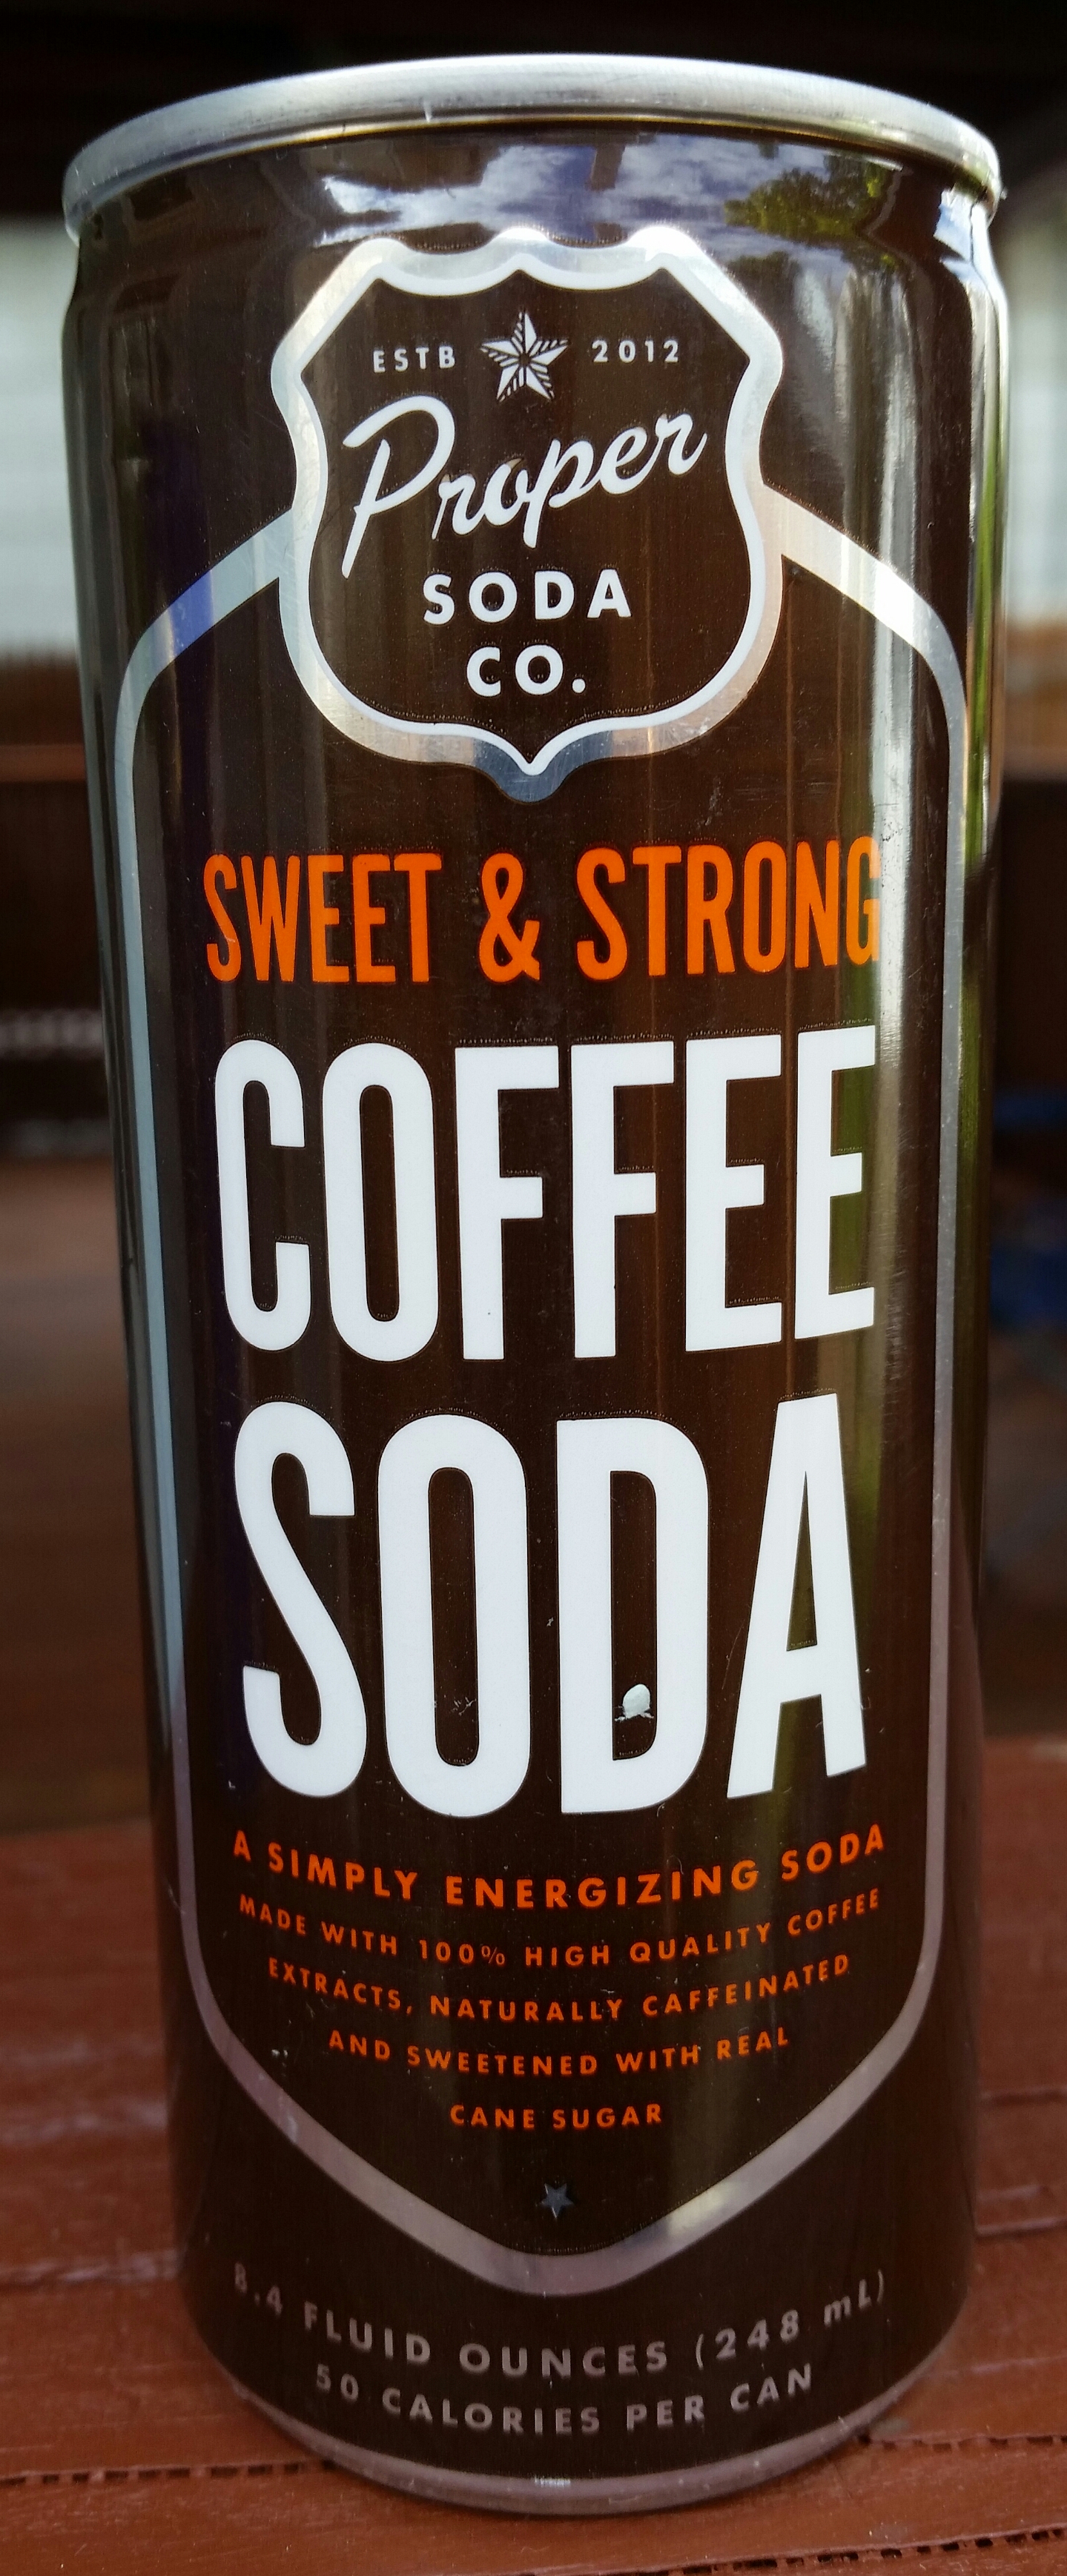 ESTB 2012
Proper
SODA
CO.
SWEET & STRONG
COFFEE
SODA
A SIMPLY ENERGIZING SODA
MADE WITH 100% HIGH QUALITY COFFEE
EXTRACTS, NATURALLY CAFFEINATED
AND SWEETENED WITH REAL
CANE SUGAR
8.4 FLUID OUNCES (248 mL)
50 CALORIES PER CAN